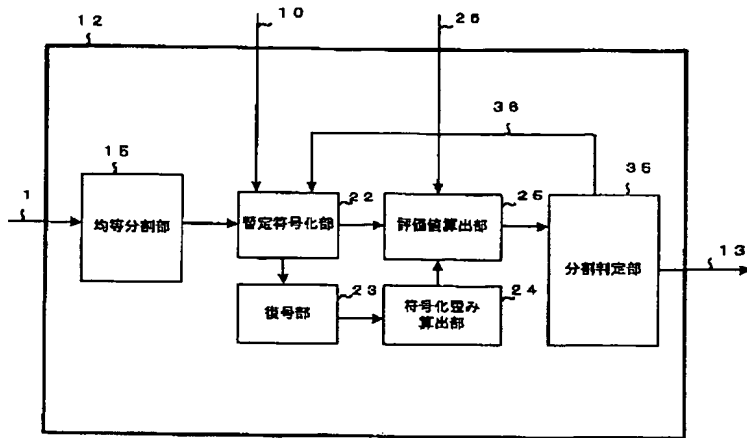 12
10
26
36
15
35
1
均等分割部
暫定符号化部
22
評価値算出部
25
分割判定部
13
復号部
23
符号化歪み
算出部
24